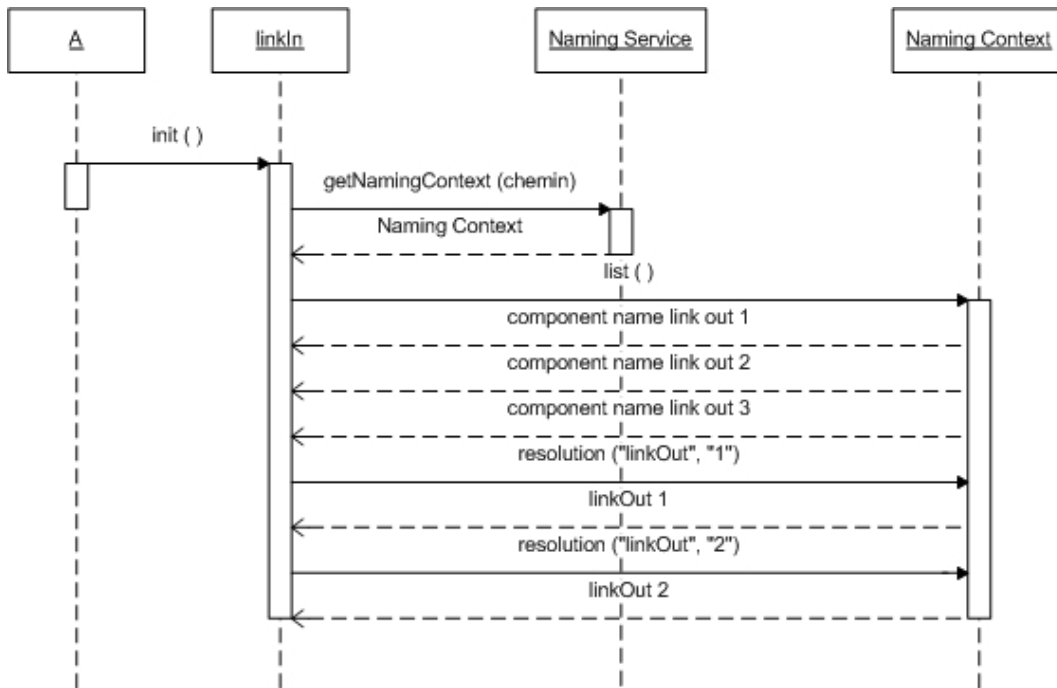 A
linkIn
Naming Service
Naming Context
init ( )
getNamingContext (chemin)
Naming Context
list ( )
component name link out 1
component name link out 2
component name link out 3
resolution ("linkOut", "1")
linkOut 1
resolution ("linkOut", "2")
linkOut 2